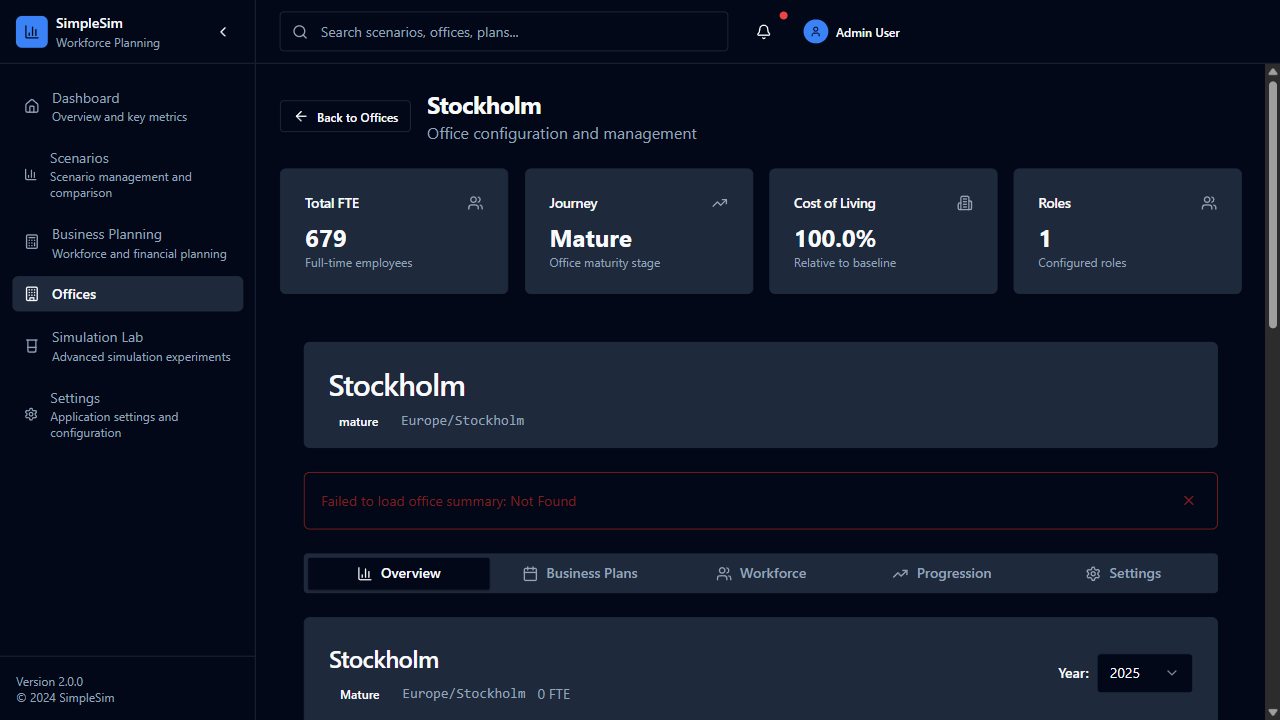 SimpleSim
Workforce Planning
Search scenarios, offices, plans...
Admin User
Dashboard
Overview and key metrics
Scenarios
Scenario management and
comparison
Business Planning
Workforce and financial planning
Offices
Simulation Lab
Advanced simulation experiments
Settings
Application settings and
configuration
Version 2.0.0
© 2024 SimpleSim
Back to Offices
Stockholm
Office configuration and management
Total FTE
679
Full-time employees
Journey
Mature
Office maturity stage
Cost of Living
100.0%
Relative to baseline
Roles
1
Configured roles
Stockholm
mature Europe/Stockholm
Failed to load office summary: Not Found
Overview Business Plans Workforce Progression Settings
Stockholm
Mature Europe/Stockholm 0 FTE
Year: 2025